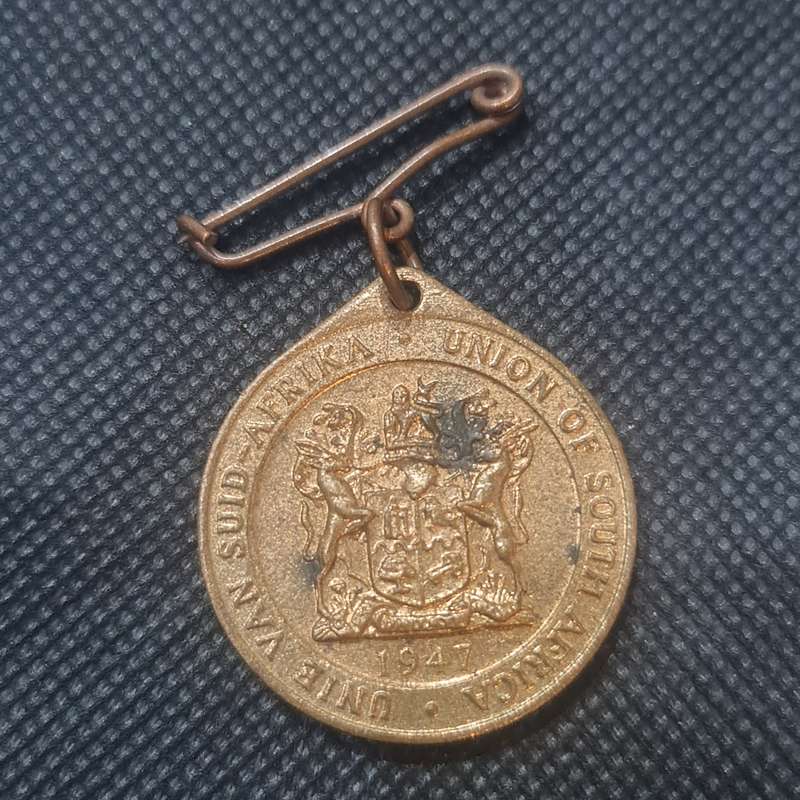 UNIE VAN SUID-AFRIKA · UNION OF SOUTH AFRICA ·
1947